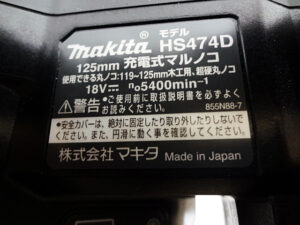 makita® モデル HS474D
125mm 充電式マルノコ
使用できる丸ノコ:119~125mm木工用、超硬丸ノコ
18V⎓ no5400min-1
⚠警告 ●ご使用前に取扱説明書を必ずよくお読みください。
855N88-7
●安全カバーは、絶対に固定したり取り外したりしないでください。また、円滑に動く事を確認してください。
株式会社マキタ Made in Japan